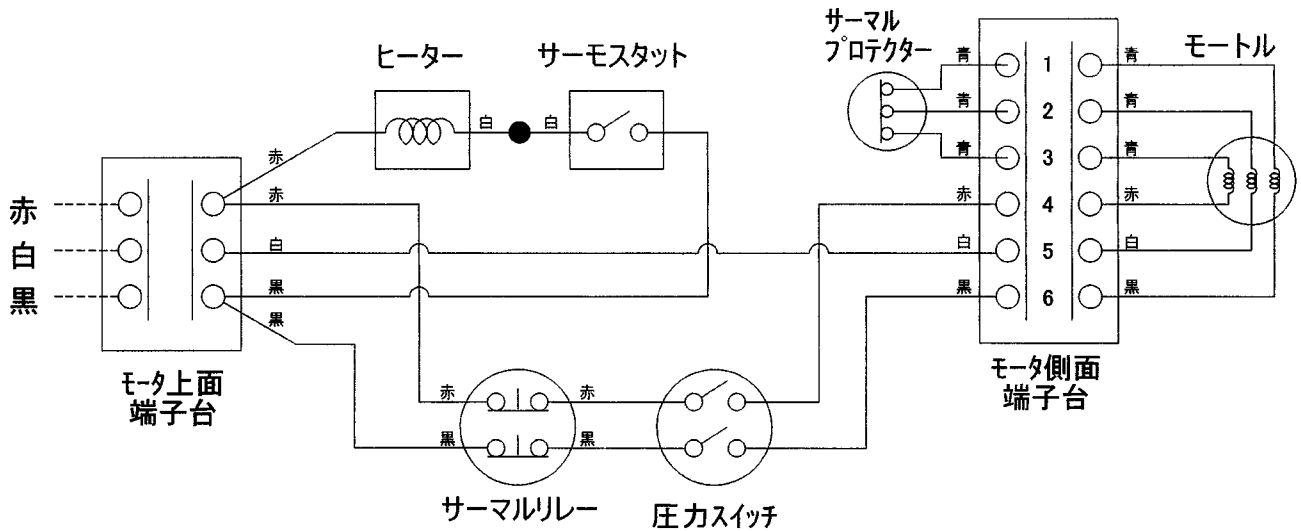 サーマル
プロテクター
ヒーター
サーモスタット
モートル
青
1
青
白
白
青
2
青
赤
青
3
青
赤
赤
赤
4
赤
白
白
白
5
白
黒
黒
黒
6
黒
黒
モータ上面
端子台
モータ側面
端子台
赤
赤
黒
黒
サーマルリレー
圧力スイッチ